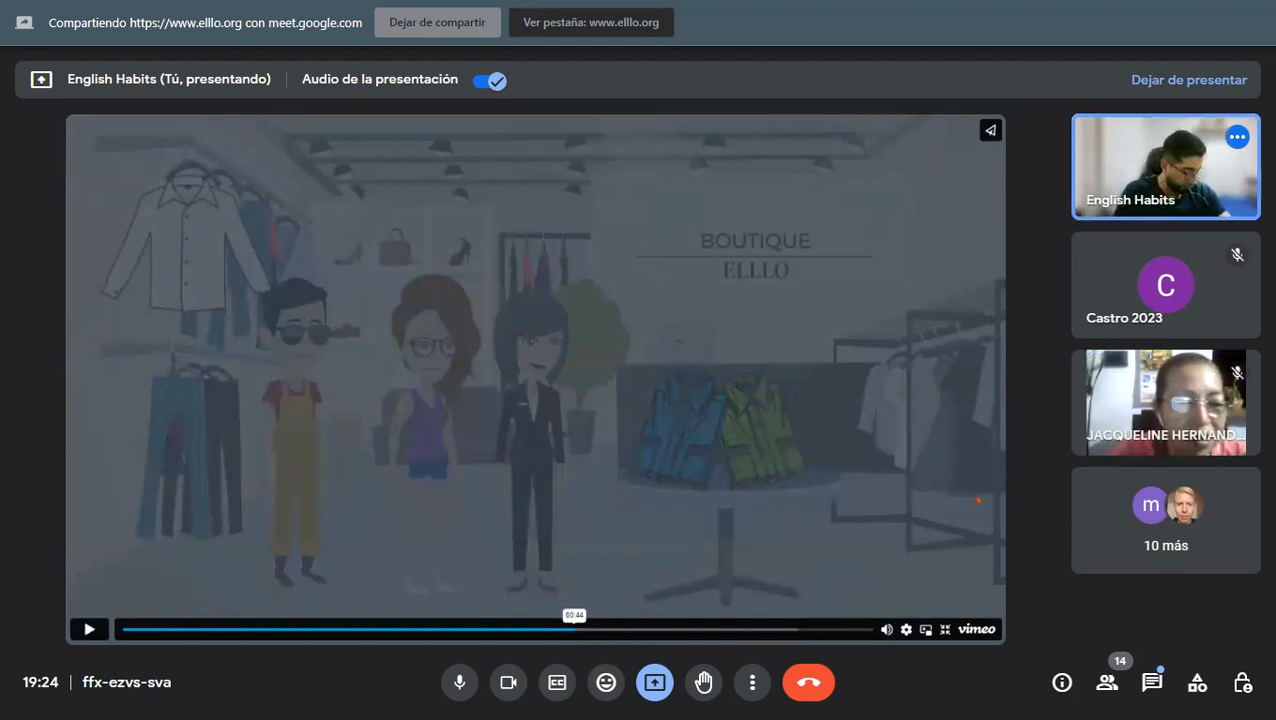 Compartiendo https://www.elllo.org con meet.google.com
Dejar de compartir
Ver pestaña: www.elllo.org
English Habits (Tú, presentando)
Audio de la presentación
Dejar de presentar
BOUTIQUE
ELLLO
00:44
vimeo
English Habits
C
Castro 2023
JACQUELINE HERNAND...
m
10 más
19:24 | ffx-ezvs-sva
CC
14